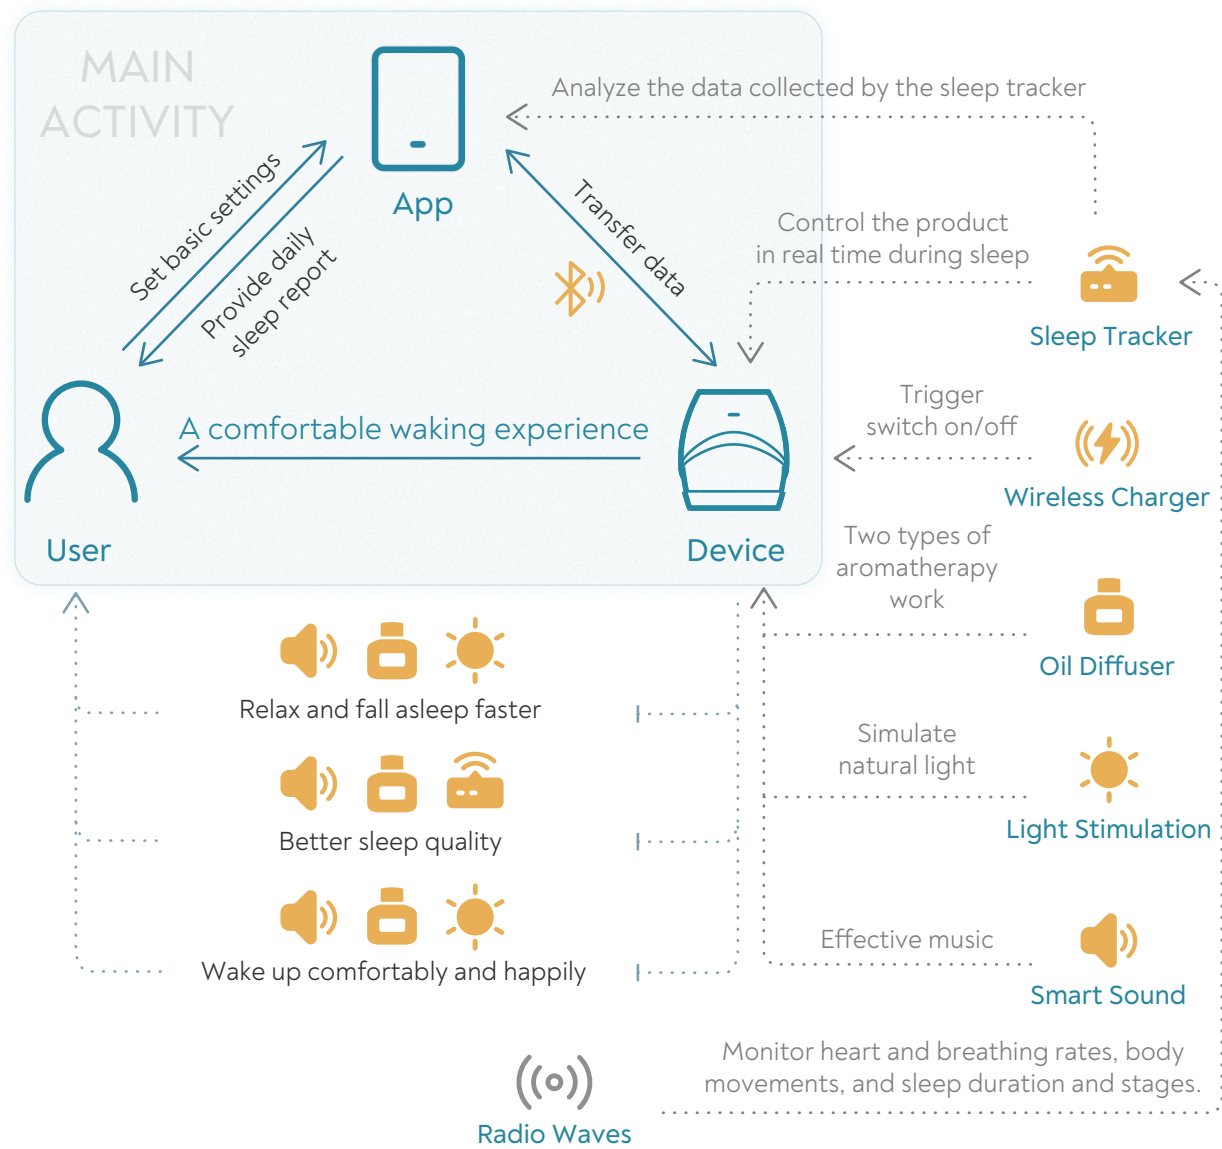 MAIN
ACTIVITY
App
Set basic settings
Provide daily
sleep report
Transfer data
User
A comfortable waking experience
Device
Analyze the data collected by the sleep tracker
Control the product
in real time during sleep
Sleep Tracker
Trigger
switch on/off
Wireless Charger
Two types of
aromatherapy
work
Oil Diffuser
Simulate
natural light
Light Stimulation
Effective music
Smart Sound
Relax and fall asleep faster
Better sleep quality
Wake up comfortably and happily
Monitor heart and breathing rates, body
movements, and sleep duration and stages.
Radio Waves